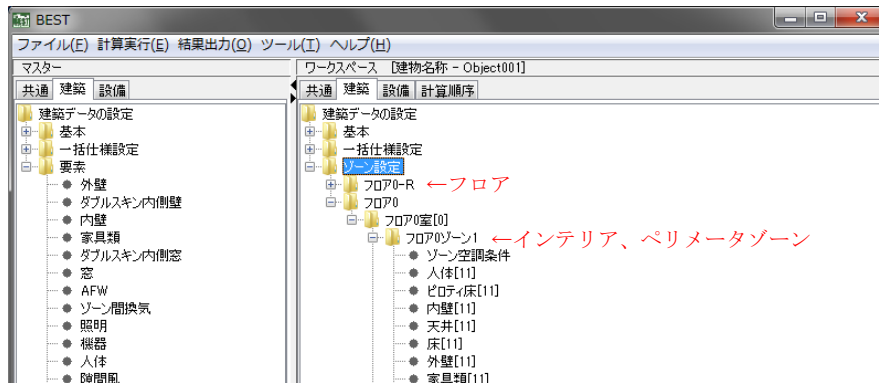 BEST
ファイル(F) 計算実行(E) 結果出力(O) ツール(T) ヘルプ(H)
マスター
共通 建築 設備
建築データの設定
基本
一括仕様設定
要素
外壁
ダブルスキン内側壁
内壁
家具類
ダブルスキン内側窓
窓
AFW
ゾーン間換気
照明
機器
人体
隙間風
ワークスペース [建物名称 - Object001]
共通 建築 設備 計算順序
建築データの設定
基本
一括仕様設定
ゾーン設定
フロア0-R ←フロア
フロア0
フロア0室[0]
フロア0ゾーン1 ←インテリア、ペリメータゾーン
ゾーン空調条件
人体[11]
ピロティ床[11]
内壁[11]
天井[11]
床[11]
外壁[11]
家具類[11]